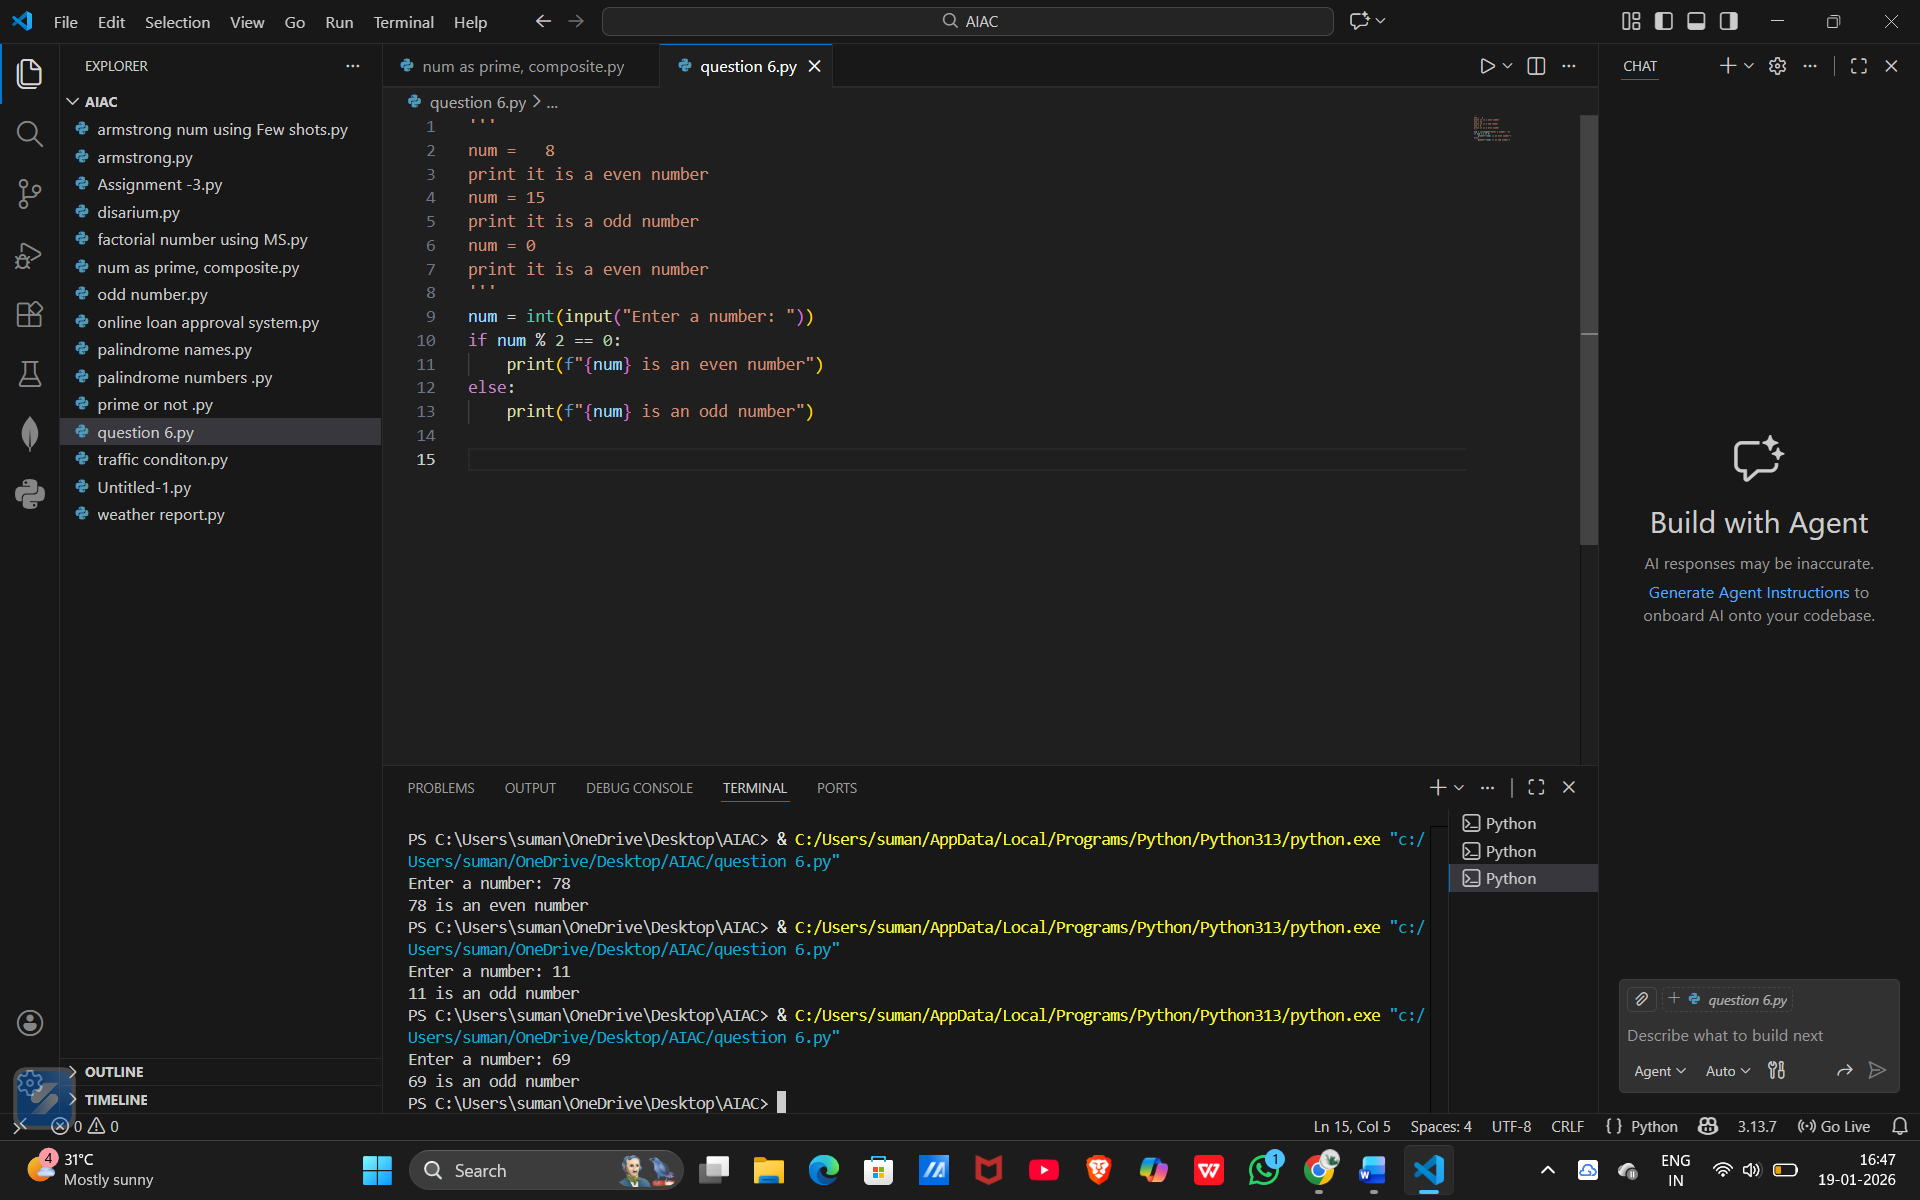 File Edit Selection View Go Run Terminal Help
AIAC
EXPLORER
AIAC
armstrong num using Few shots.py
armstrong.py
Assignment -3.py
disarium.py
factorial number using MS.py
num as prime, composite.py
odd number.py
online loan approval system.py
palindrome names.py
palindrome numbers .py
prime or not .py
question 6.py
traffic conditon.py
Untitled-1.py
weather report.py
OUTLINE
TIMELINE
num as prime, composite.py
question 6.py
question 6.py > ...
1 '''
2 num =   8
3 print it is a even number
4 num = 15
5 print it is a odd number
6 num = 0
7 print it is a even number
8 '''
9 num = int(input("Enter a number: "))
10 if num % 2 == 0:
11     print(f"{num} is an even number")
12 else:
13     print(f"{num} is an odd number")
14
15
PROBLEMS OUTPUT DEBUG CONSOLE TERMINAL PORTS
PS C:\Users\suman\OneDrive\Desktop\AIAC> & C:/Users/suman/AppData/Local/Programs/Python/Python313/python.exe "c:/
Users/suman/OneDrive/Desktop/AIAC/question 6.py"
Enter a number: 78
78 is an even number
PS C:\Users\suman\OneDrive\Desktop\AIAC> & C:/Users/suman/AppData/Local/Programs/Python/Python313/python.exe "c:/
Users/suman/OneDrive/Desktop/AIAC/question 6.py"
Enter a number: 11
11 is an odd number
PS C:\Users\suman\OneDrive\Desktop\AIAC> & C:/Users/suman/AppData/Local/Programs/Python/Python313/python.exe "c:/
Users/suman/OneDrive/Desktop/AIAC/question 6.py"
Enter a number: 69
69 is an odd number
PS C:\Users\suman\OneDrive\Desktop\AIAC>
Python
Python
Python
CHAT
Build with Agent
AI responses may be inaccurate.
Generate Agent Instructions to
onboard AI onto your codebase.
question 6.py
Describe what to build next
Agent Auto
0 0
Ln 15, Col 5 Spaces: 4 UTF-8 CRLF { } Python 3.13.7 Go Live
4
31°C
Mostly sunny
Search
1
ENG
IN
16:47
19-01-2026